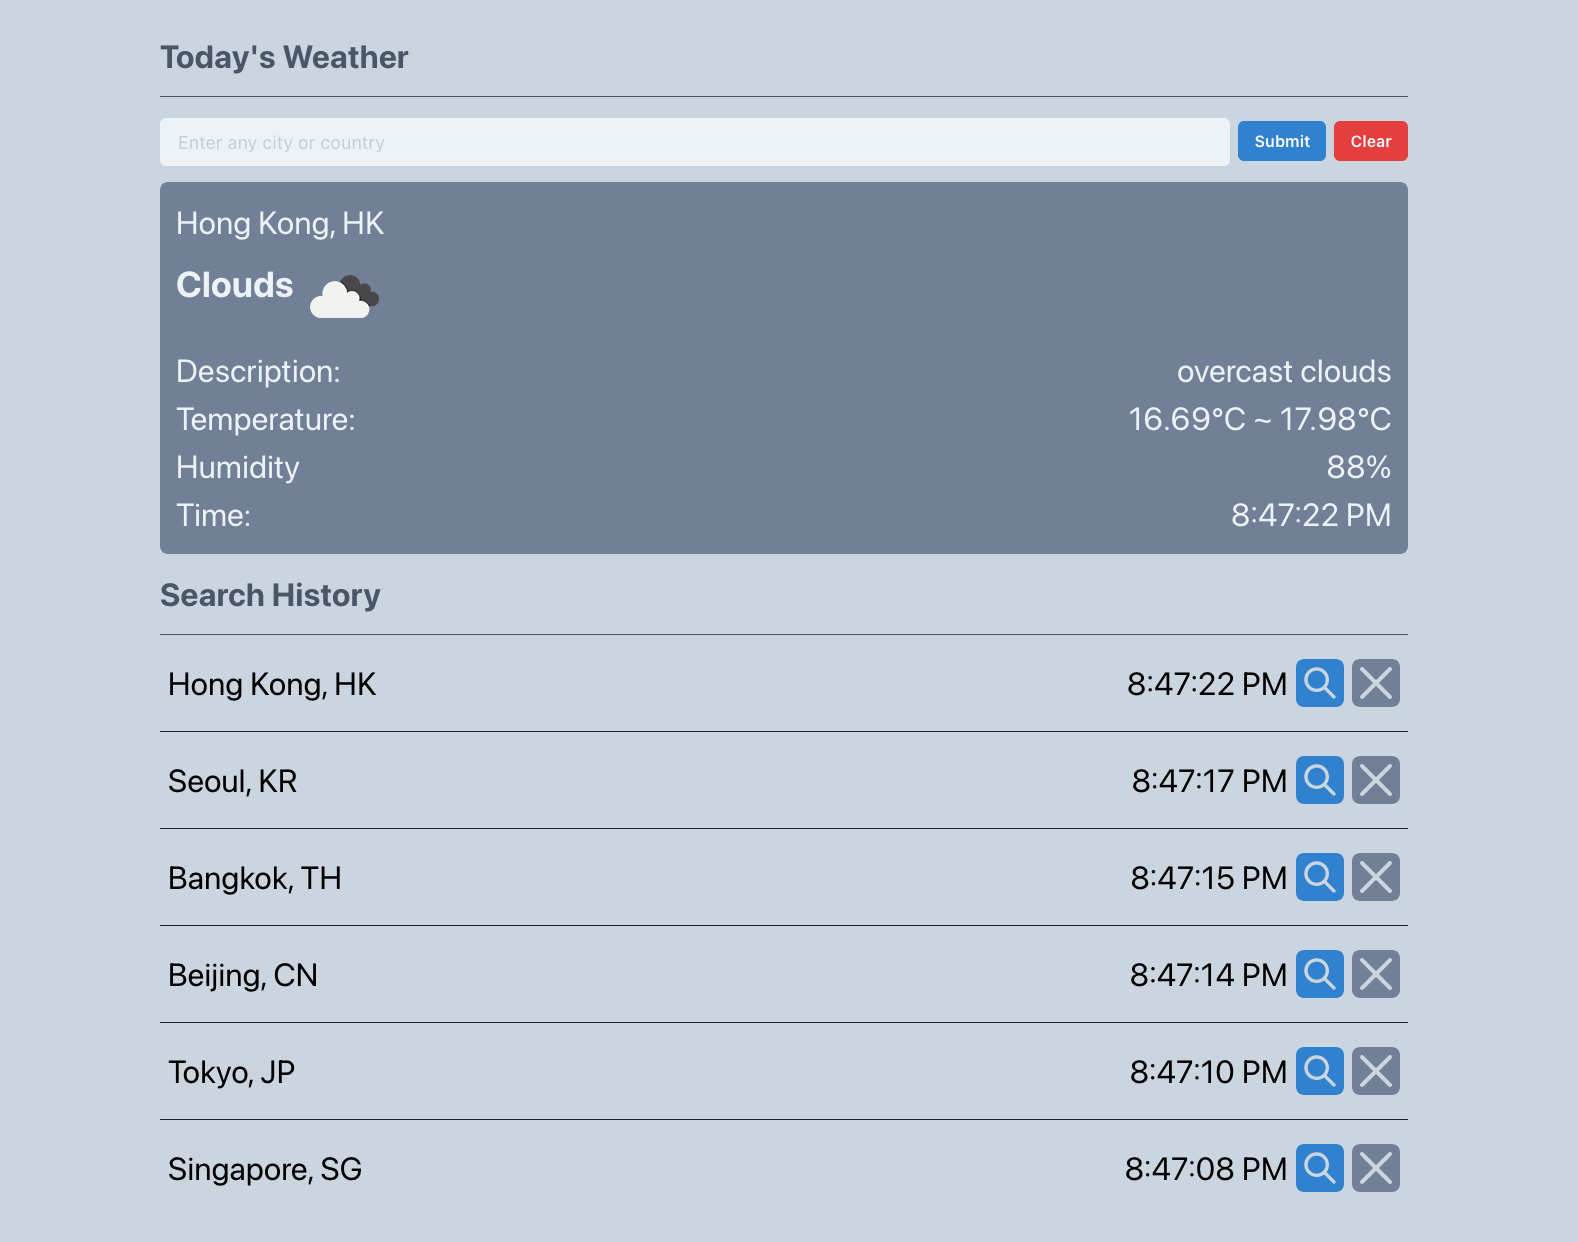 Today's Weather
Enter any city or country
Submit
Clear
Hong Kong, HK
Clouds
Description: overcast clouds
Temperature: 16.69°C ~ 17.98°C
Humidity 88%
Time: 8:47:22 PM
Search History
Hong Kong, HK 8:47:22 PM
Seoul, KR 8:47:17 PM
Bangkok, TH 8:47:15 PM
Beijing, CN 8:47:14 PM
Tokyo, JP 8:47:10 PM
Singapore, SG 8:47:08 PM